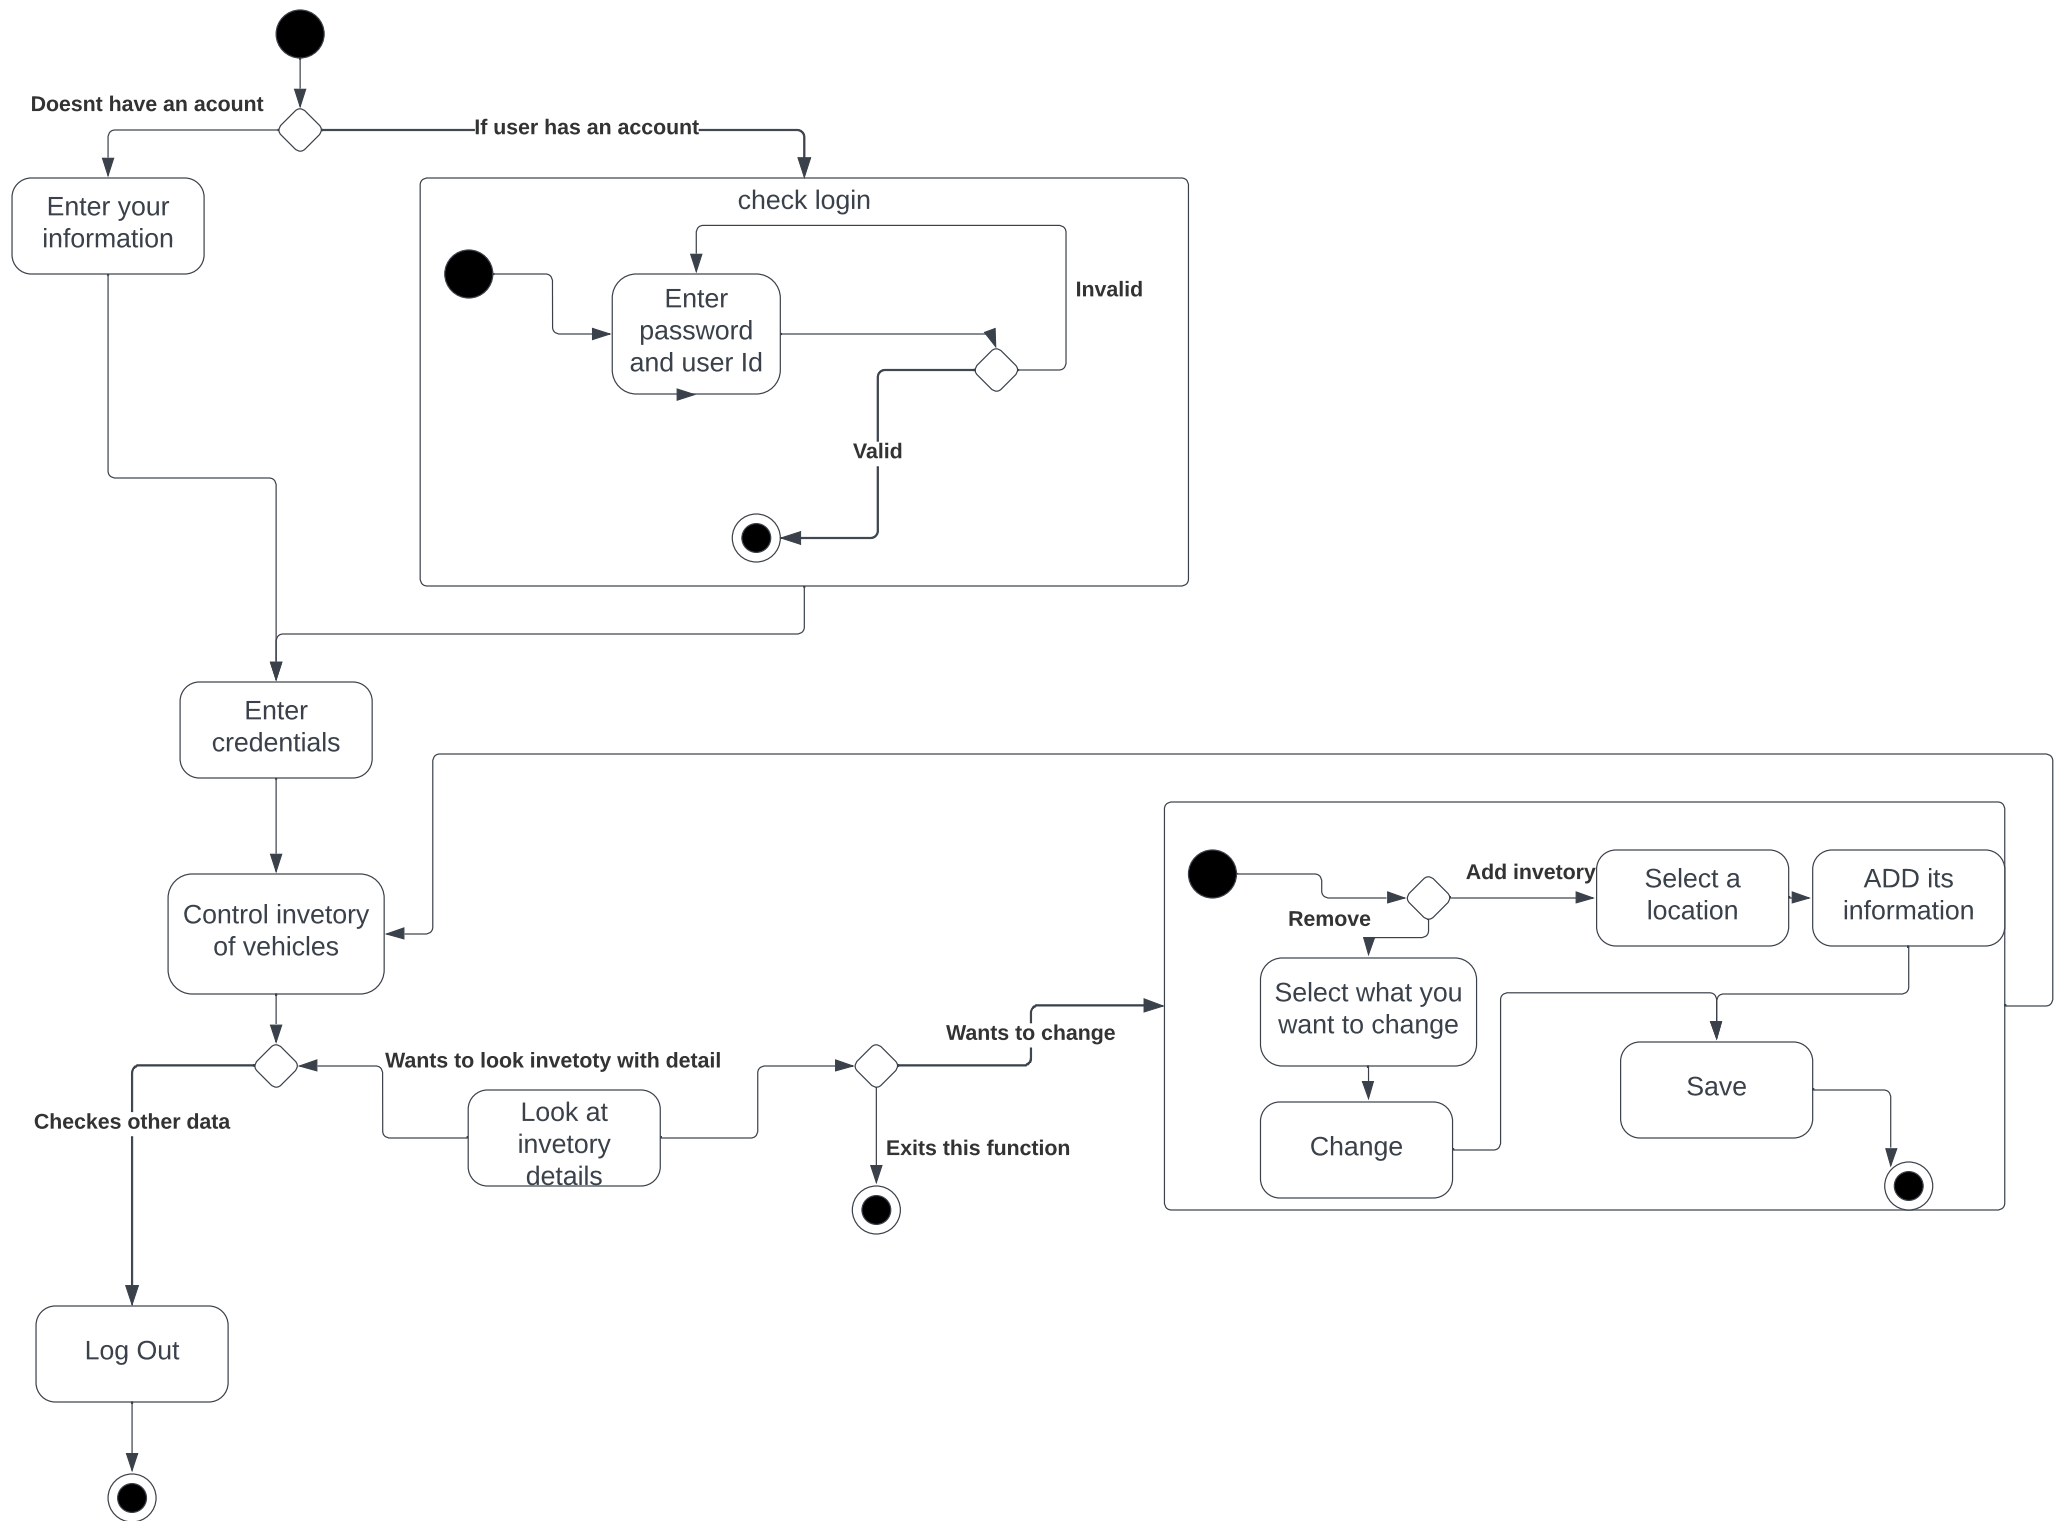 Doesnt have an acount
If user has an account
Enter your
information
check login
Enter
password
and user Id
Invalid
Valid
Enter
credentials
Control invetory
of vehicles
Add invetory
Select a
location
ADD its
information
Remove
Select what you
want to change
Wants to change
Wants to look invetoty with detail
Save
Checkes other data
Look at
invetory
details
Exits this function
Change
Log Out